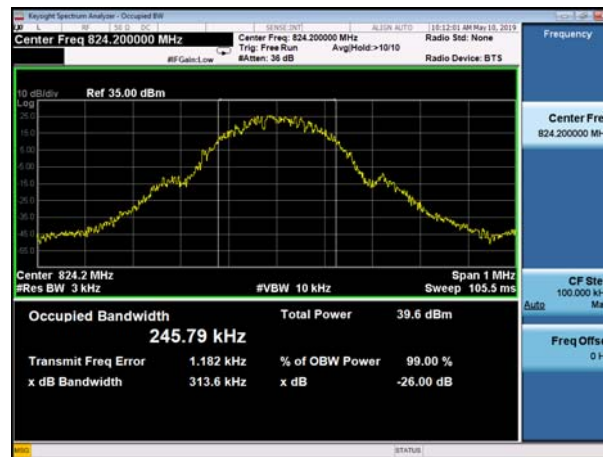 Keysight Spectrum Analyzer - Occupied BW
L RF 50 Ω DC SENSE:INT ALIGN AUTO 10:12:01 AM May 10, 2019
Center Freq 824.200000 MHz
Center Freq: 824.200000 MHz Radio Std: None
Trig: Free Run Avg|Hold:>10/10
#IFGain:Low #Atten: 36 dB Radio Device: BTS
Frequency
10 dB/div Ref 35.00 dBm
Log
25.0
15.0
5.00
-5.00
-15.0
-25.0
-35.0
-45.0
-55.0
Center 824.2 MHz Span 1 MHz
#Res BW 3 kHz #VBW 10 kHz Sweep 105.5 ms
Occupied Bandwidth Total Power 39.6 dBm
245.79 kHz
Transmit Freq Error 1.182 kHz % of OBW Power 99.00 %
x dB Bandwidth 313.6 kHz x dB -26.00 dB
Center Fre
824.200000 MH
CF Ste
100.000 kH
Auto Ma
Freq Offse
0 H
MSG STATUS